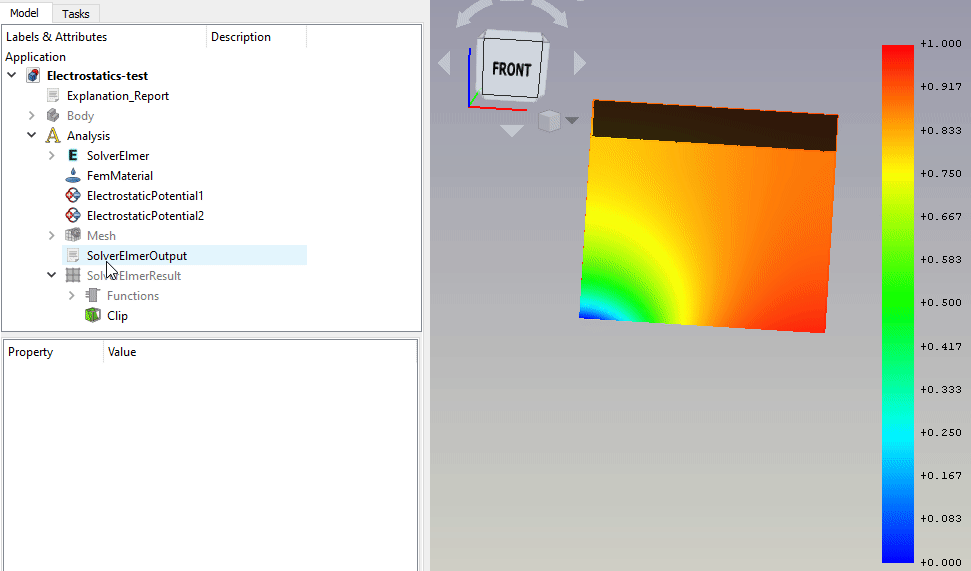 Model
Tasks
Labels & Attributes
Description
Application
Electrostatics-test
Explanation_Report
Body
Analysis
E SolverElmer
FemMaterial
ElectrostaticPotential1
ElectrostaticPotential2
Mesh
SolverElmerOutput
SolverElmerResult
Functions
Clip
Property
Value
FRONT
+1.000
+0.917
+0.833
+0.750
+0.667
+0.583
+0.500
+0.417
+0.333
+0.250
+0.167
+0.083
+0.000